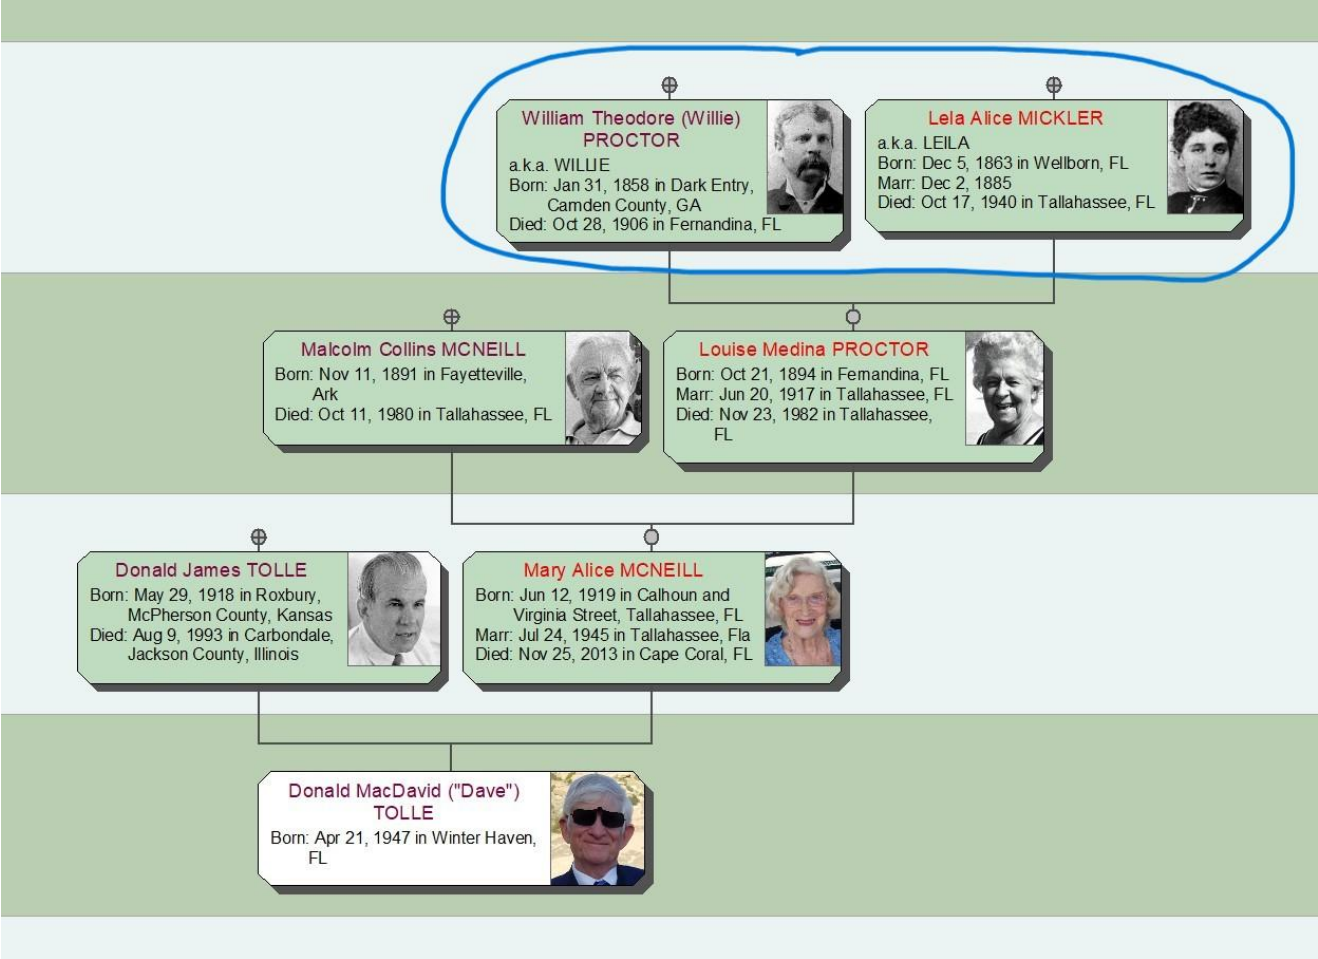 William Theodore (Willie)
PROCTOR
a.k.a. WILLIE
Born: Jan 31, 1858 in Dark Entry,
Camden County, GA
Died: Oct 28, 1906 in Fernandina, FL
Lela Alice MICKLER
a.k.a. LEILA
Born: Dec 5, 1863 in Wellborn, FL
Marr: Dec 2, 1885
Died: Oct 17, 1940 in Tallahassee, FL
Malcolm Collins MCNEILL
Born: Nov 11, 1891 in Fayetteville,
Ark
Died: Oct 11, 1980 in Tallahassee, FL
Louise Medina PROCTOR
Born: Oct 21, 1894 in Fernandina, FL
Marr: Jun 20, 1917 in Tallahassee, FL
Died: Nov 23, 1982 in Tallahassee,
FL
Donald James TOLLE
Born: May 29, 1918 in Roxbury,
McPherson County, Kansas
Died: Aug 9, 1993 in Carbondale,
Jackson County, Illinois
Mary Alice MCNEILL
Born: Jun 12, 1919 in Calhoun and
Virginia Street, Tallahassee, FL
Marr: Jul 24, 1945 in Tallahassee, Fla
Died: Nov 25, 2013 in Cape Coral, FL
Donald MacDavid ("Dave")
TOLLE
Born: Apr 21, 1947 in Winter Haven,
FL